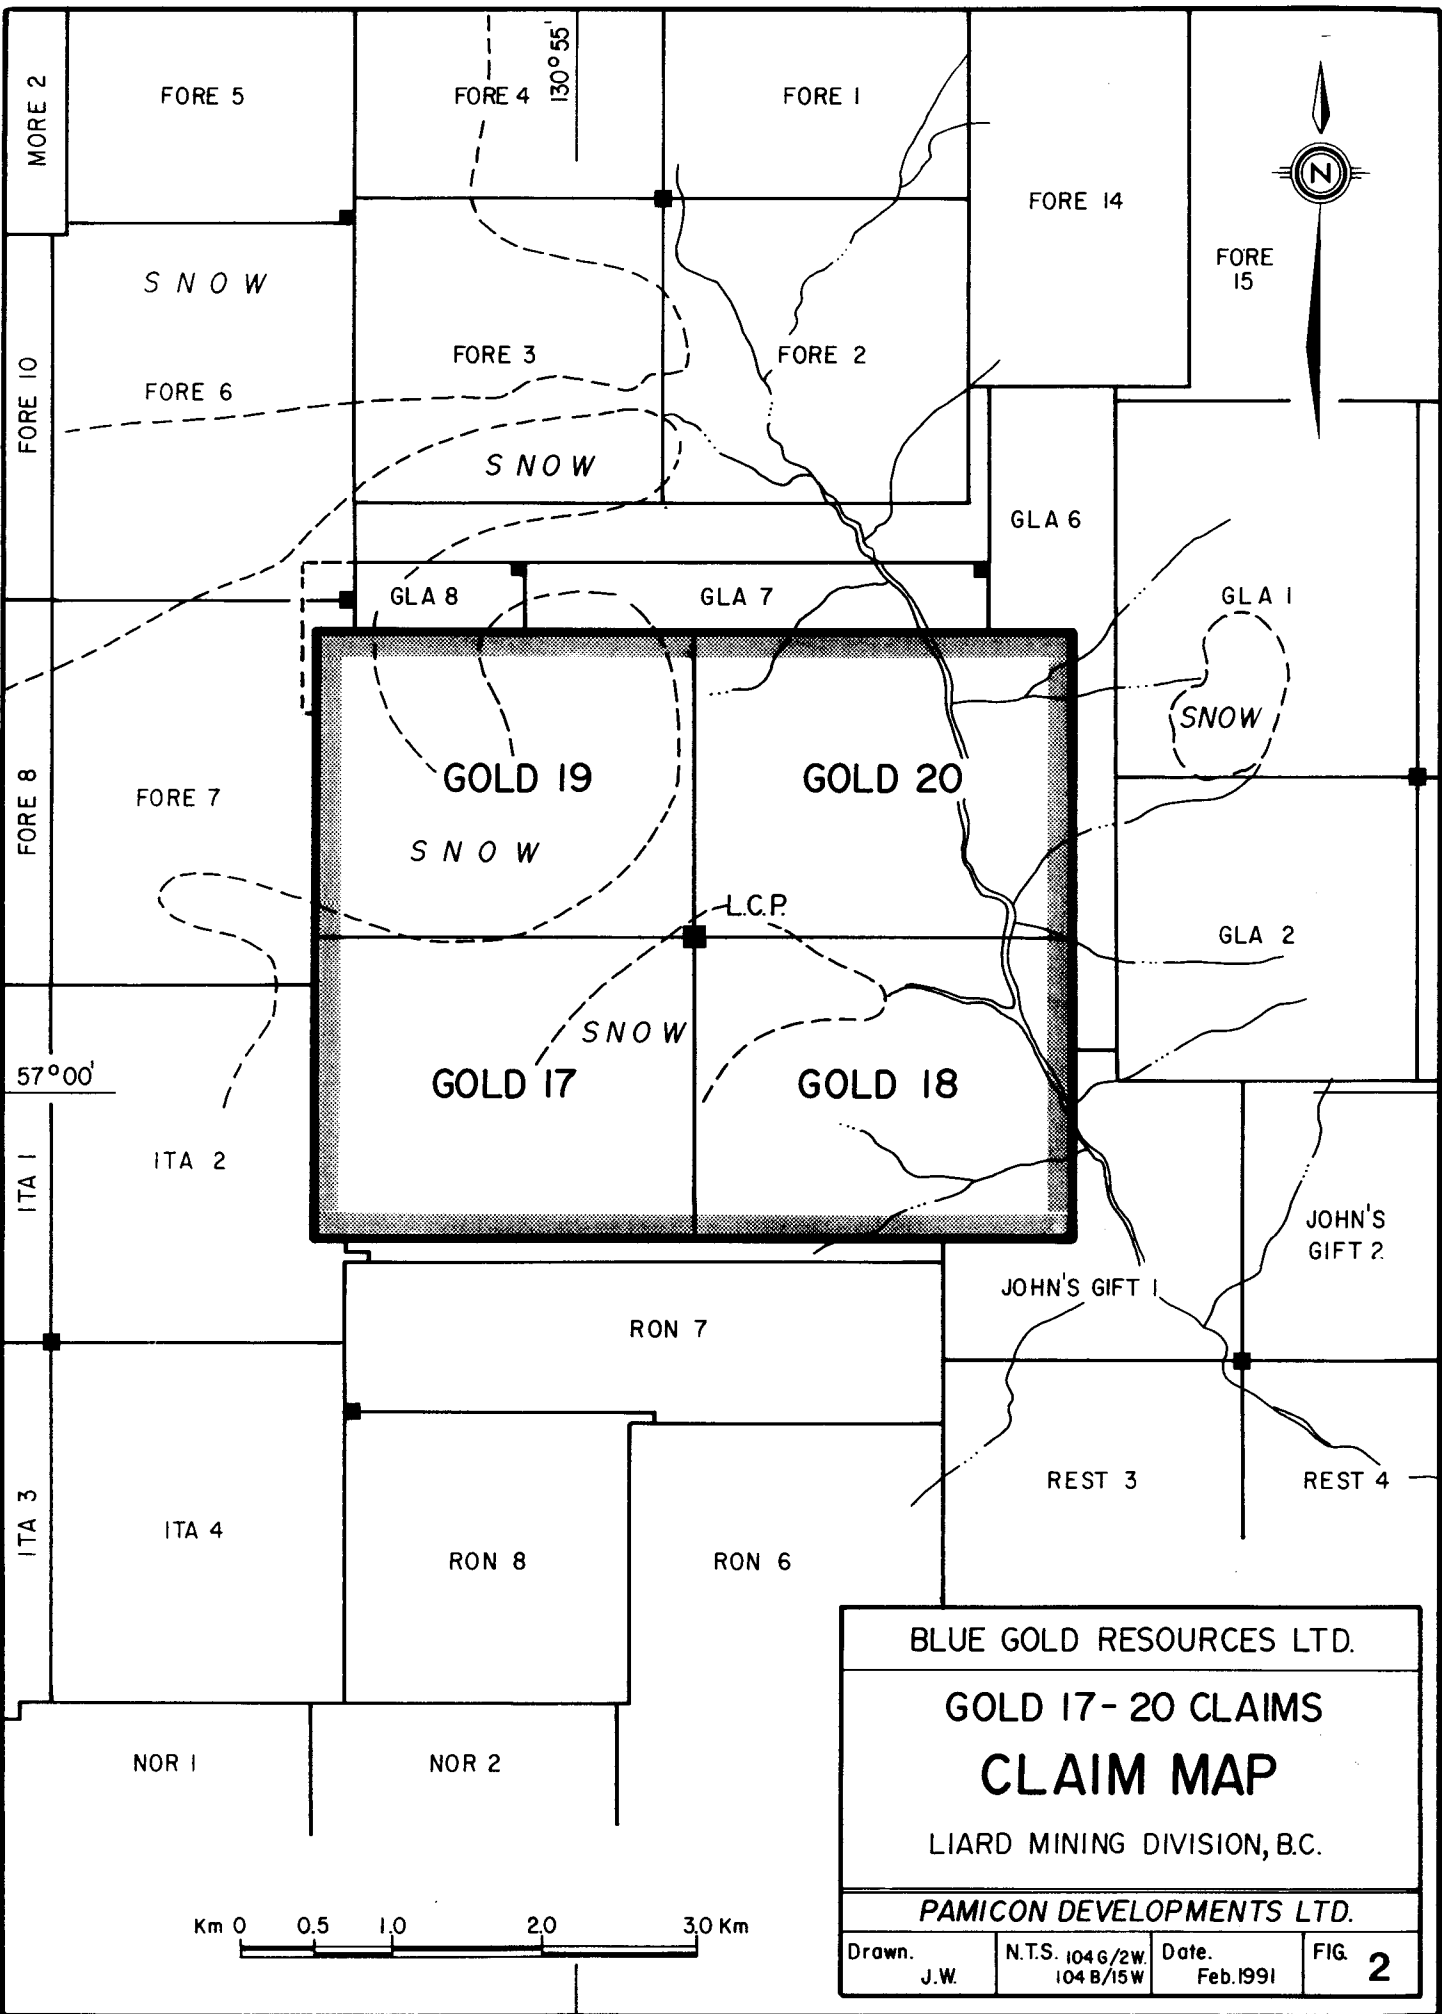 MORE 2
FORE 5
FORE 4
130°55'
FORE 1
FORE 14
N
FORE
15
SNOW
FORE 10
FORE 6
FORE 3
FORE 2
SNOW
GLA 6
GLA 8
GLA 7
GLA 1
SNOW
FORE 8
FORE 7
GOLD 19
GOLD 20
SNOW
L.C.P.
GLA 2
SNOW
57°00'
GOLD 17
GOLD 18
ITA 1
ITA 2
JOHN'S
GIFT 2
JOHN'S GIFT 1
RON 7
REST 3
REST 4
ITA 3
ITA 4
RON 8
RON 6
NOR 1
NOR 2
BLUE GOLD RESOURCES LTD.
GOLD 17-20 CLAIMS
CLAIM MAP
LIARD MINING DIVISION, B.C.
PAMICON DEVELOPMENTS LTD.
Drawn.
J.W.
N.T.S. 104G/2W.
104 B/15W
Date.
Feb.1991
FIG. 2
Km 0 0.5 1.0 2.0 3.0 Km